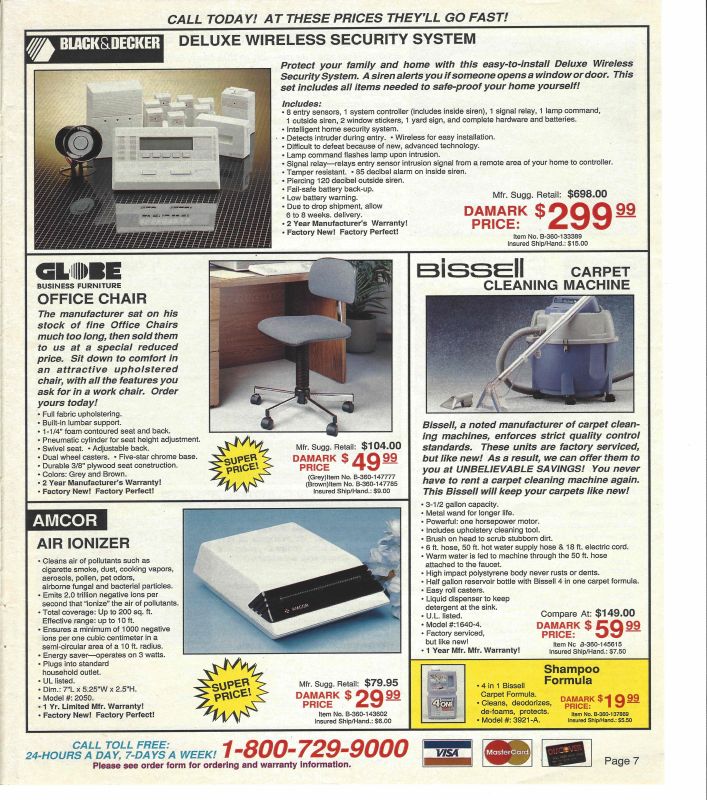 CALL TODAY! AT THESE PRICES THEY'LL GO FAST!
BLACK & DECKER
DELUXE WIRELESS SECURITY SYSTEM
Protect your family and home with this easy-to-install Deluxe Wireless
Security System. A siren alerts you if someone opens a window or door. This
set includes all items needed to safe-proof your home yourself!
Includes:
• 8 entry sensors, 1 system controller (includes inside siren), 1 signal relay, 1 lamp command,
1 outside siren, 2 window stickers, 1 yard sign, and complete hardware and batteries.
• Intelligent home security system.
• Detects intruder during entry. • Wireless for easy installation.
• Difficult to defeat because of new, advanced technology.
• Lamp command flashes lamp upon intrusion.
• Signal relay—relays entry sensor intrusion signal from a remote area of your home to controller.
• Tamper resistant. • 85 decibel alarm on inside siren.
• Piercing 120 decibel outside siren.
• Fail-safe battery back-up.
• Low battery warning.
• Due to drop shipment, allow
6 to 8 weeks. delivery.
• 2 Year Manufacturer's Warranty!
• Factory New! Factory Perfect!
Mfr. Sugg. Retail: $698.00
DAMARK PRICE: $299.99
Item No. B-360-133389
Insured Ship/Hand.: $15.00
GLOBE
BUSINESS FURNITURE
OFFICE CHAIR
The manufacturer sat on his
stock of fine Office Chairs
much too long, then sold them
to us at a special reduced
price. Sit down to comfort in
an attractive upholstered
chair, with all the features you
ask for in a work chair. Order
yours today!
• Full fabric upholstering.
• Built-in lumbar support.
• 1-1/4" foam contoured seat and back.
• Pneumatic cylinder for seat height adjustment.
• Swivel seat. • Adjustable back.
• Dual wheel casters. • Five-star chrome base.
• Durable 3/8" plywood seat construction.
• Colors: Grey and Brown.
• 2 Year Manufacturer's Warranty!
• Factory New! Factory Perfect!
SUPER
PRICE!
Mfr. Sugg. Retail: $104.00
DAMARK PRICE $49.99
(Grey)Item No. B-360-147777
(Brown)Item No. B-360-147785
Insured Ship/Hand.: $9.00
BISSELL
CARPET
CLEANING MACHINE
Bissell, a noted manufacturer of carpet clean-
ing machines, enforces strict quality control
standards. These units are factory serviced,
but like new! As a result, we can offer them to
you at UNBELIEVABLE SAVINGS! You never
have to rent a carpet cleaning machine again.
This Bissell will keep your carpets like new!
• 3-1/2 gallon capacity.
• Metal wand for longer life.
• Powerful: one horsepower motor.
• Includes upholstery cleaning tool.
• Brush on head to scrub stubborn dirt.
• 6 ft. hose, 50 ft. hot water supply hose & 18 ft. electric cord.
• Warm water is fed to machine through the 50 ft. hose
attached to the faucet.
• High impact polystyrene body never rusts or dents.
• Half gallon reservoir bottle with Bissell 4 in one carpet formula.
• Easy roll casters.
• Liquid dispenser to keep
detergent at the sink.
• U.L. listed.
• Model #:1640-4.
• Factory serviced,
but like new!
• 1 Year Mfr. Mfr. Warranty!
Compare At: $149.00
DAMARK PRICE: $59.99
Item No B-360-145615
Insured Ship/Hand.: $7.50
AMCOR
AIR IONIZER
• Cleans air of pollutants such as
cigarette smoke, dust, cooking vapors,
aerosols, pollen, pet odors,
airborne fungal and bacterial particles.
• Emits 2.0 trillion negative ions per
second that "ionize" the air of pollutants.
• Total coverage: Up to 200 sq. ft.
Effective range: up to 10 ft.
• Ensures a minimum of 1000 negative
ions per one cubic centimeter in a
semi-circular area of a 10 ft. radius.
• Energy saver—operates on 3 watts.
• Plugs into standard
household outlet.
• UL listed.
• Dim.: 7"L x 5.25"W x 2.5"H.
• Model #: 2050.
• 1 Yr. Limited Mfr. Warranty!
• Factory New! Factory Perfect!
AMCOR
SUPER
PRICE!
Mfr. Sugg. Retail: $79.95
DAMARK PRICE $29.99
Item No. B-360-143602
Insured Ship/Hand.: $6.00
Shampoo
Formula
4 ONE
• 4 in 1 Bissell
Carpet Formula.
• Cleans, deodorizes,
de-foams, protects.
• Model #: 3921-A.
DAMARK PRICE: $19.99
Item No. B-360-137869
Insured Ship/Hand.: $5.50
CALL TOLL FREE:
24-HOURS A DAY, 7-DAYS A WEEK! 1-800-729-9000
Please see order form for ordering and warranty information.
VISA
MasterCard
DISCOVER
Page 7